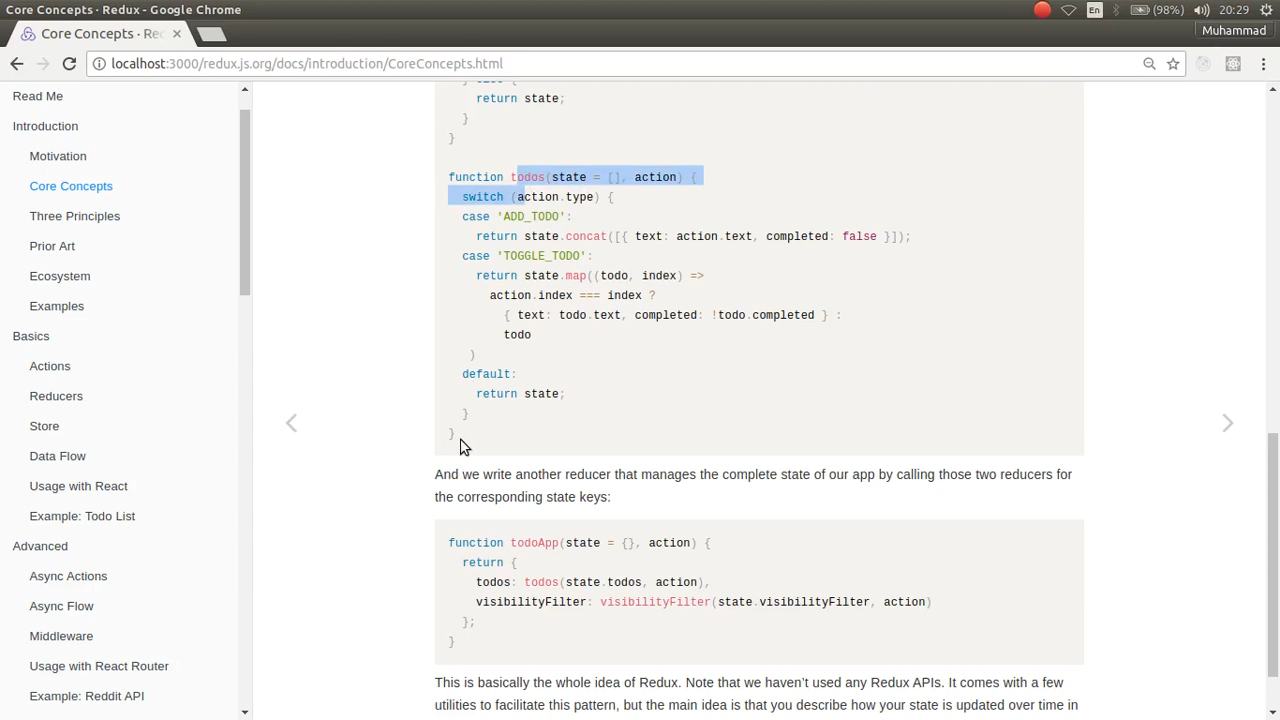 Core Concepts · Redux - Google Chrome
En
(98%)
20:29
Core Concepts · Red
Muhammad
localhost:3000/redux.js.org/docs/introduction/CoreConcepts.html
Read Me
Introduction
Motivation
Core Concepts
Three Principles
Prior Art
Ecosystem
Examples
Basics
Actions
Reducers
Store
Data Flow
Usage with React
Example: Todo List
Advanced
Async Actions
Async Flow
Middleware
Usage with React Router
Example: Reddit API
} else {
return state;
}
}
function todos(state = [], action) {
switch (action.type) {
case 'ADD_TODO':
return state.concat([{ text: action.text, completed: false }]);
case 'TOGGLE_TODO':
return state.map((todo, index) =>
action.index === index ?
{ text: todo.text, completed: !todo.completed } :
todo
)
default:
return state;
}
}
And we write another reducer that manages the complete state of our app by calling those two reducers for
the corresponding state keys:
function todoApp(state = {}, action) {
return {
todos: todos(state.todos, action),
visibilityFilter: visibilityFilter(state.visibilityFilter, action)
};
}
This is basically the whole idea of Redux. Note that we haven't used any Redux APIs. It comes with a few
utilities to facilitate this pattern, but the main idea is that you describe how your state is updated over time in